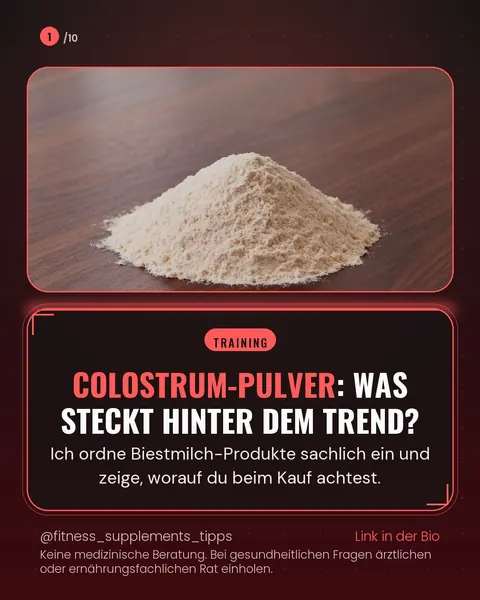 1 /10
TRAINING
COLOSTRUM-PULVER: WAS
STECKT HINTER DEM TREND?
Ich ordne Biestmilch-Produkte sachlich ein und
zeige, worauf du beim Kauf achtest.
@fitness_supplements_tipps
Link in der Bio
Keine medizinische Beratung. Bei gesundheitlichen Fragen ärztlichen
oder ernährungsfachlichen Rat einholen.